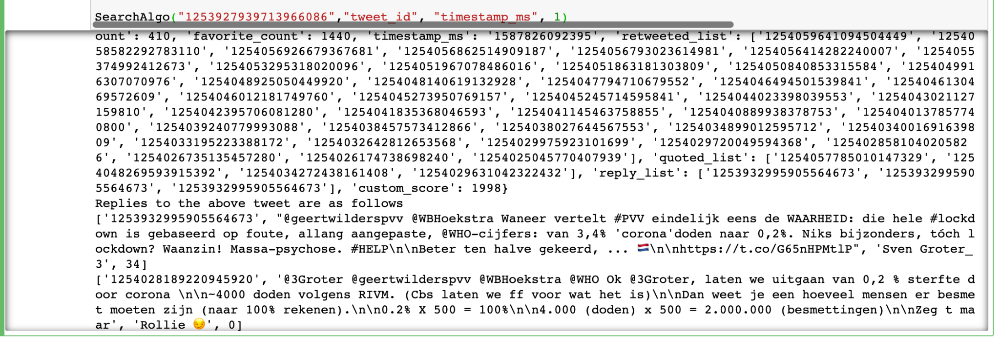 SearchAlgo("1253927939713966086","tweet_id", "timestamp_ms", 1)
ount': 410, 'favorite_count': 1440, 'timestamp_ms': '1587826092395', 'retweeted_list': ['1254059641094504449', '12540
58582292783110', '1254056926679367681', '1254056862514909187', '1254056793023614981', '1254056414282240007', '1254055
374992412673', '1254053295318020096', '1254051967078486016', '1254051863181303809', '1254050840853315584', '125404991
6307070976', '1254048925050449920', '1254048140619132928', '1254047794710679552', '1254046494501539841', '12540461304
69572609', '1254046012181749760', '1254045273950769157', '1254045245714595841', '1254044023398039553', '1254043021127
159810', '1254042395706081280', '1254041835368046593', '1254041145463758855', '1254040889938378753', '125404013785774
0800', '1254039240779993088', '1254038457573412866', '1254038027644567553', '1254034899012595712', '12540340016916398
09', '1254033195223388172', '1254032642812653568', '1254029975923101699', '1254029720049594368', '125402858104020582
6', '1254026735135457280', '1254026174738698240', '1254025045770407939'], 'quoted_list': ['1254057785010147329', '125
4048269593915392', '1254034272438161408', '1254029631042322432'], 'reply_list': ['1253932995905564673', '125393299590
5564673', '1253932995905564673'], 'custom_score': 1998}
Replies to the above tweet are as follows
['1253932995905564673', "@geertwilderspvv @WBHoekstra Waneer vertelt #PVV eindelijk eens de WAARHEID: die hele #lockd
own is gebaseerd op foute, allang aangepaste, @WHO-cijfers: van 3,4% 'corona'doden naar 0,2%. Niks bijzonders, tóch l
ockdown? Waanzin! Massa-psychose. #HELP\n\nBeter ten halve gekeerd, ... 🇳🇱\n\nhttps://t.co/G65nHPMtlP", 'Sven Groter_
3', 34]
['1254028189220945920', '@3Groter @geertwilderspvv @WBHoekstra @WHO Ok @3Groter, laten we uitgaan van 0,2 % sterfte d
oor corona \n\n~4000 doden volgens RIVM. (Cbs laten we ff voor wat het is)\n\nDan weet je een hoeveel mensen er besme
t moeten zijn (naar 100% rekenen).\n\n0.2% X 500 = 100%\n\n4.000 (doden) x 500 = 2.000.000 (besmettingen)\n\nZeg t ma
ar', 'Rollie 😏', 0]